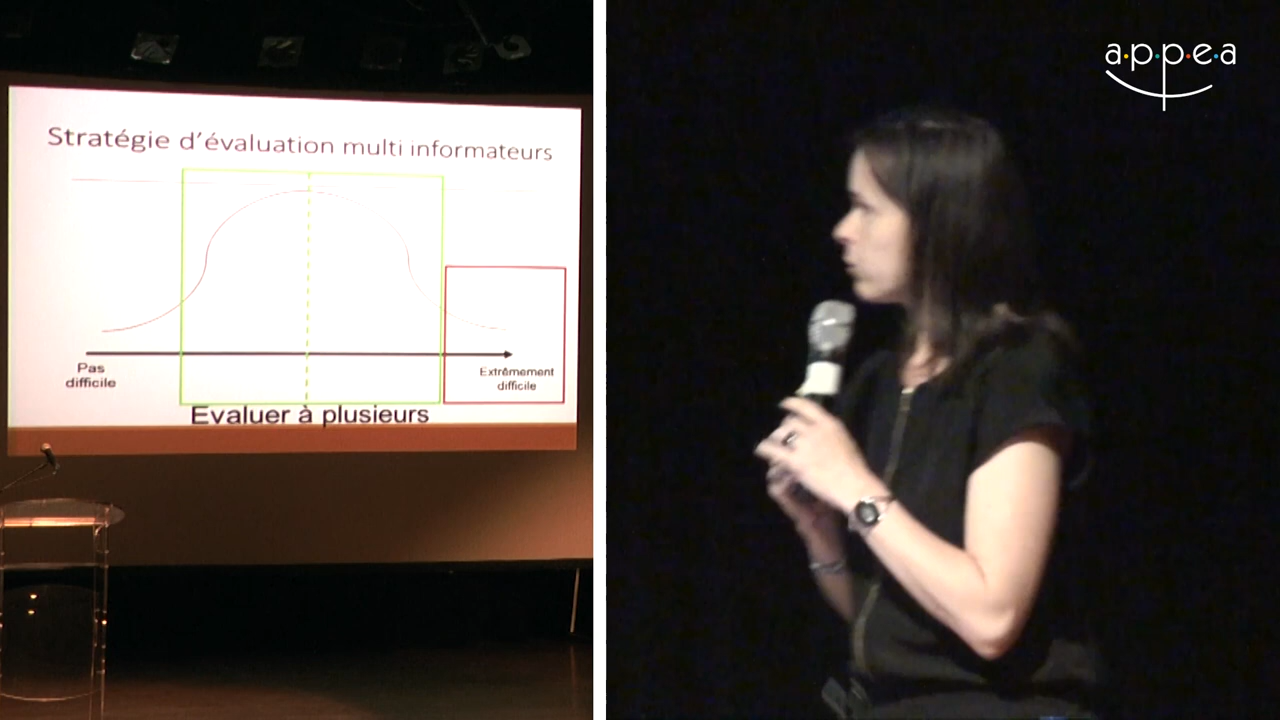 Stratégie d'évaluation multi informateurs
Pas
difficile
Extrêmement
difficile
Evaluer à plusieurs
a·p·p·e·a